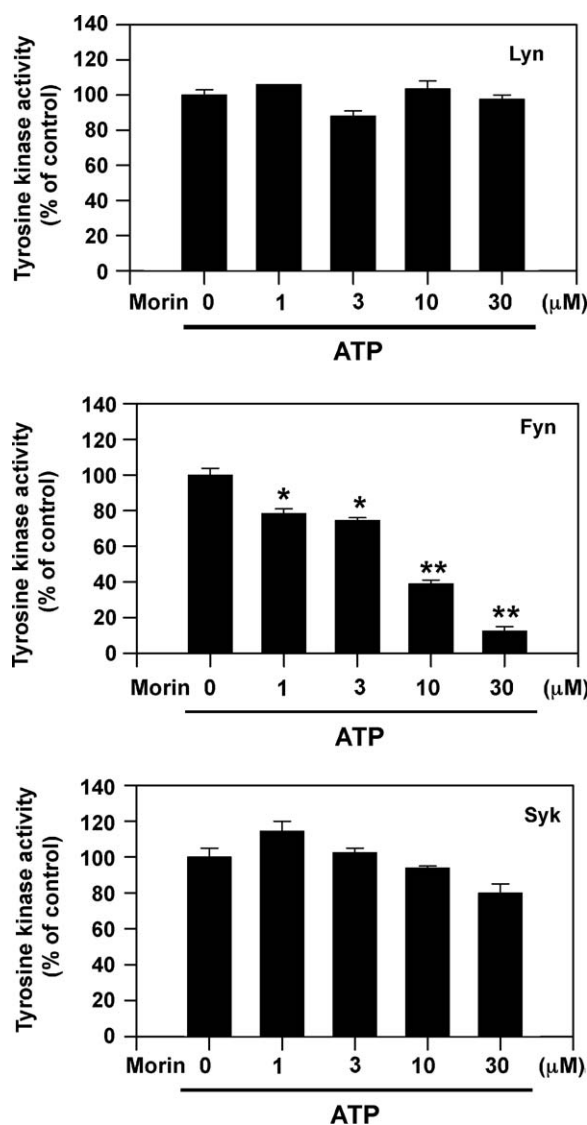 Tyrosine kinase activity
(% of control)
140
120
100
80
60
40
20
0
Lyn
Morin 0 1 3 10 30 (μM)
ATP
Tyrosine kinase activity
(% of control)
140
120
100
80
60
40
20
0
Fyn
* * ** **
Morin 0 1 3 10 30 (μM)
ATP
Tyrosine kinase activity
(% of control)
140
120
100
80
60
40
20
0
Syk
Morin 0 1 3 10 30 (μM)
ATP